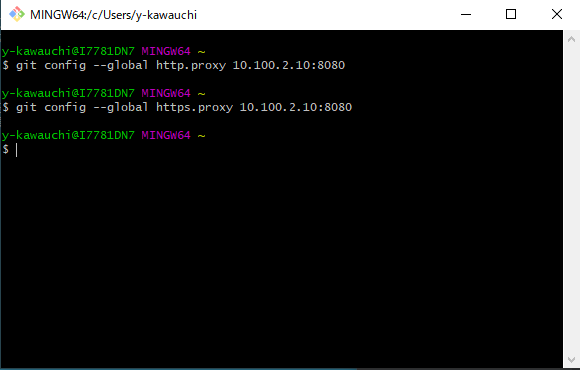 MINGW64:/c/Users/y-kawauchi
y-kawauchi@I7781DN7 MINGW64 ~
$ git config --global http.proxy 10.100.2.10:8080
y-kawauchi@I7781DN7 MINGW64 ~
$ git config --global https.proxy 10.100.2.10:8080
y-kawauchi@I7781DN7 MINGW64 ~
$